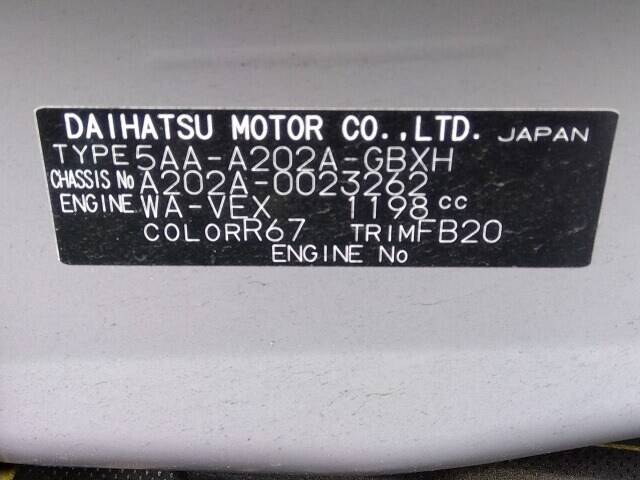 DAIHATSU MOTOR CO.,LTD. JAPAN
TYPE 5AA-A202A-GBXH
CHASSIS No A202A-0023262
ENGINE WA-VEX 1198 cc
COLOR R67 TRIM FB20
ENGINE No